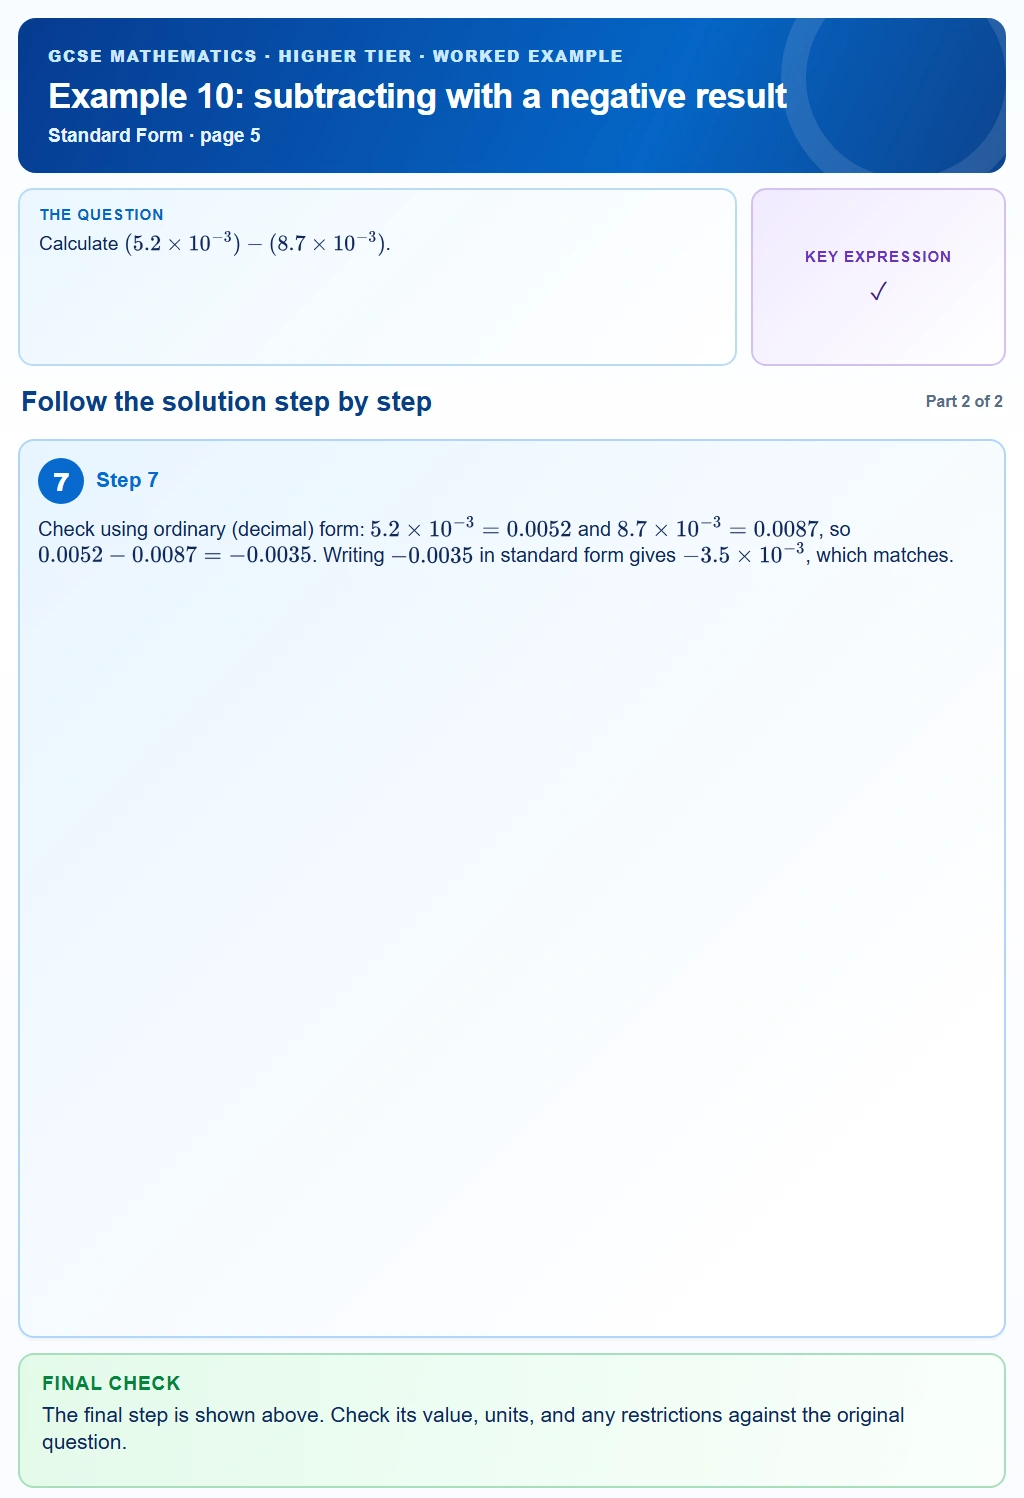 GCSE MATHEMATICS · HIGHER TIER · WORKED EXAMPLE
Example 10: subtracting with a negative result
Standard Form · page 5
THE QUESTION
Calculate (5.2 × 10⁻³) − (8.7 × 10⁻³).
KEY EXPRESSION
✓
Follow the solution step by step
Part 2 of 2
7 Step 7
Check using ordinary (decimal) form: 5.2 × 10⁻³ = 0.0052 and 8.7 × 10⁻³ = 0.0087, so
0.0052 − 0.0087 = −0.0035. Writing −0.0035 in standard form gives −3.5 × 10⁻³, which matches.
FINAL CHECK
The final step is shown above. Check its value, units, and any restrictions against the original
question.